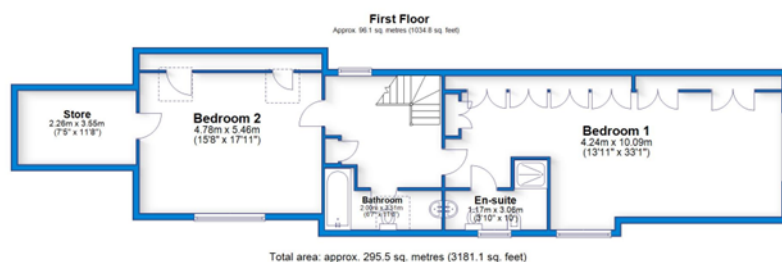 First Floor
Approx. 96.1 sq. metres (1034.8 sq. feet)
Store
2.26m x 3.55m
(7'5" x 11'8")
Bedroom 2
4.78m x 5.46m
(15'8" x 17'11")
Bedroom 1
4.24m x 10.09m
(13'11" x 33'1")
Bathroom
En-suite
1.17m x 3.06m
(3'10" x 10')
Total area: approx. 295.5 sq. metres (3181.1 sq. feet)